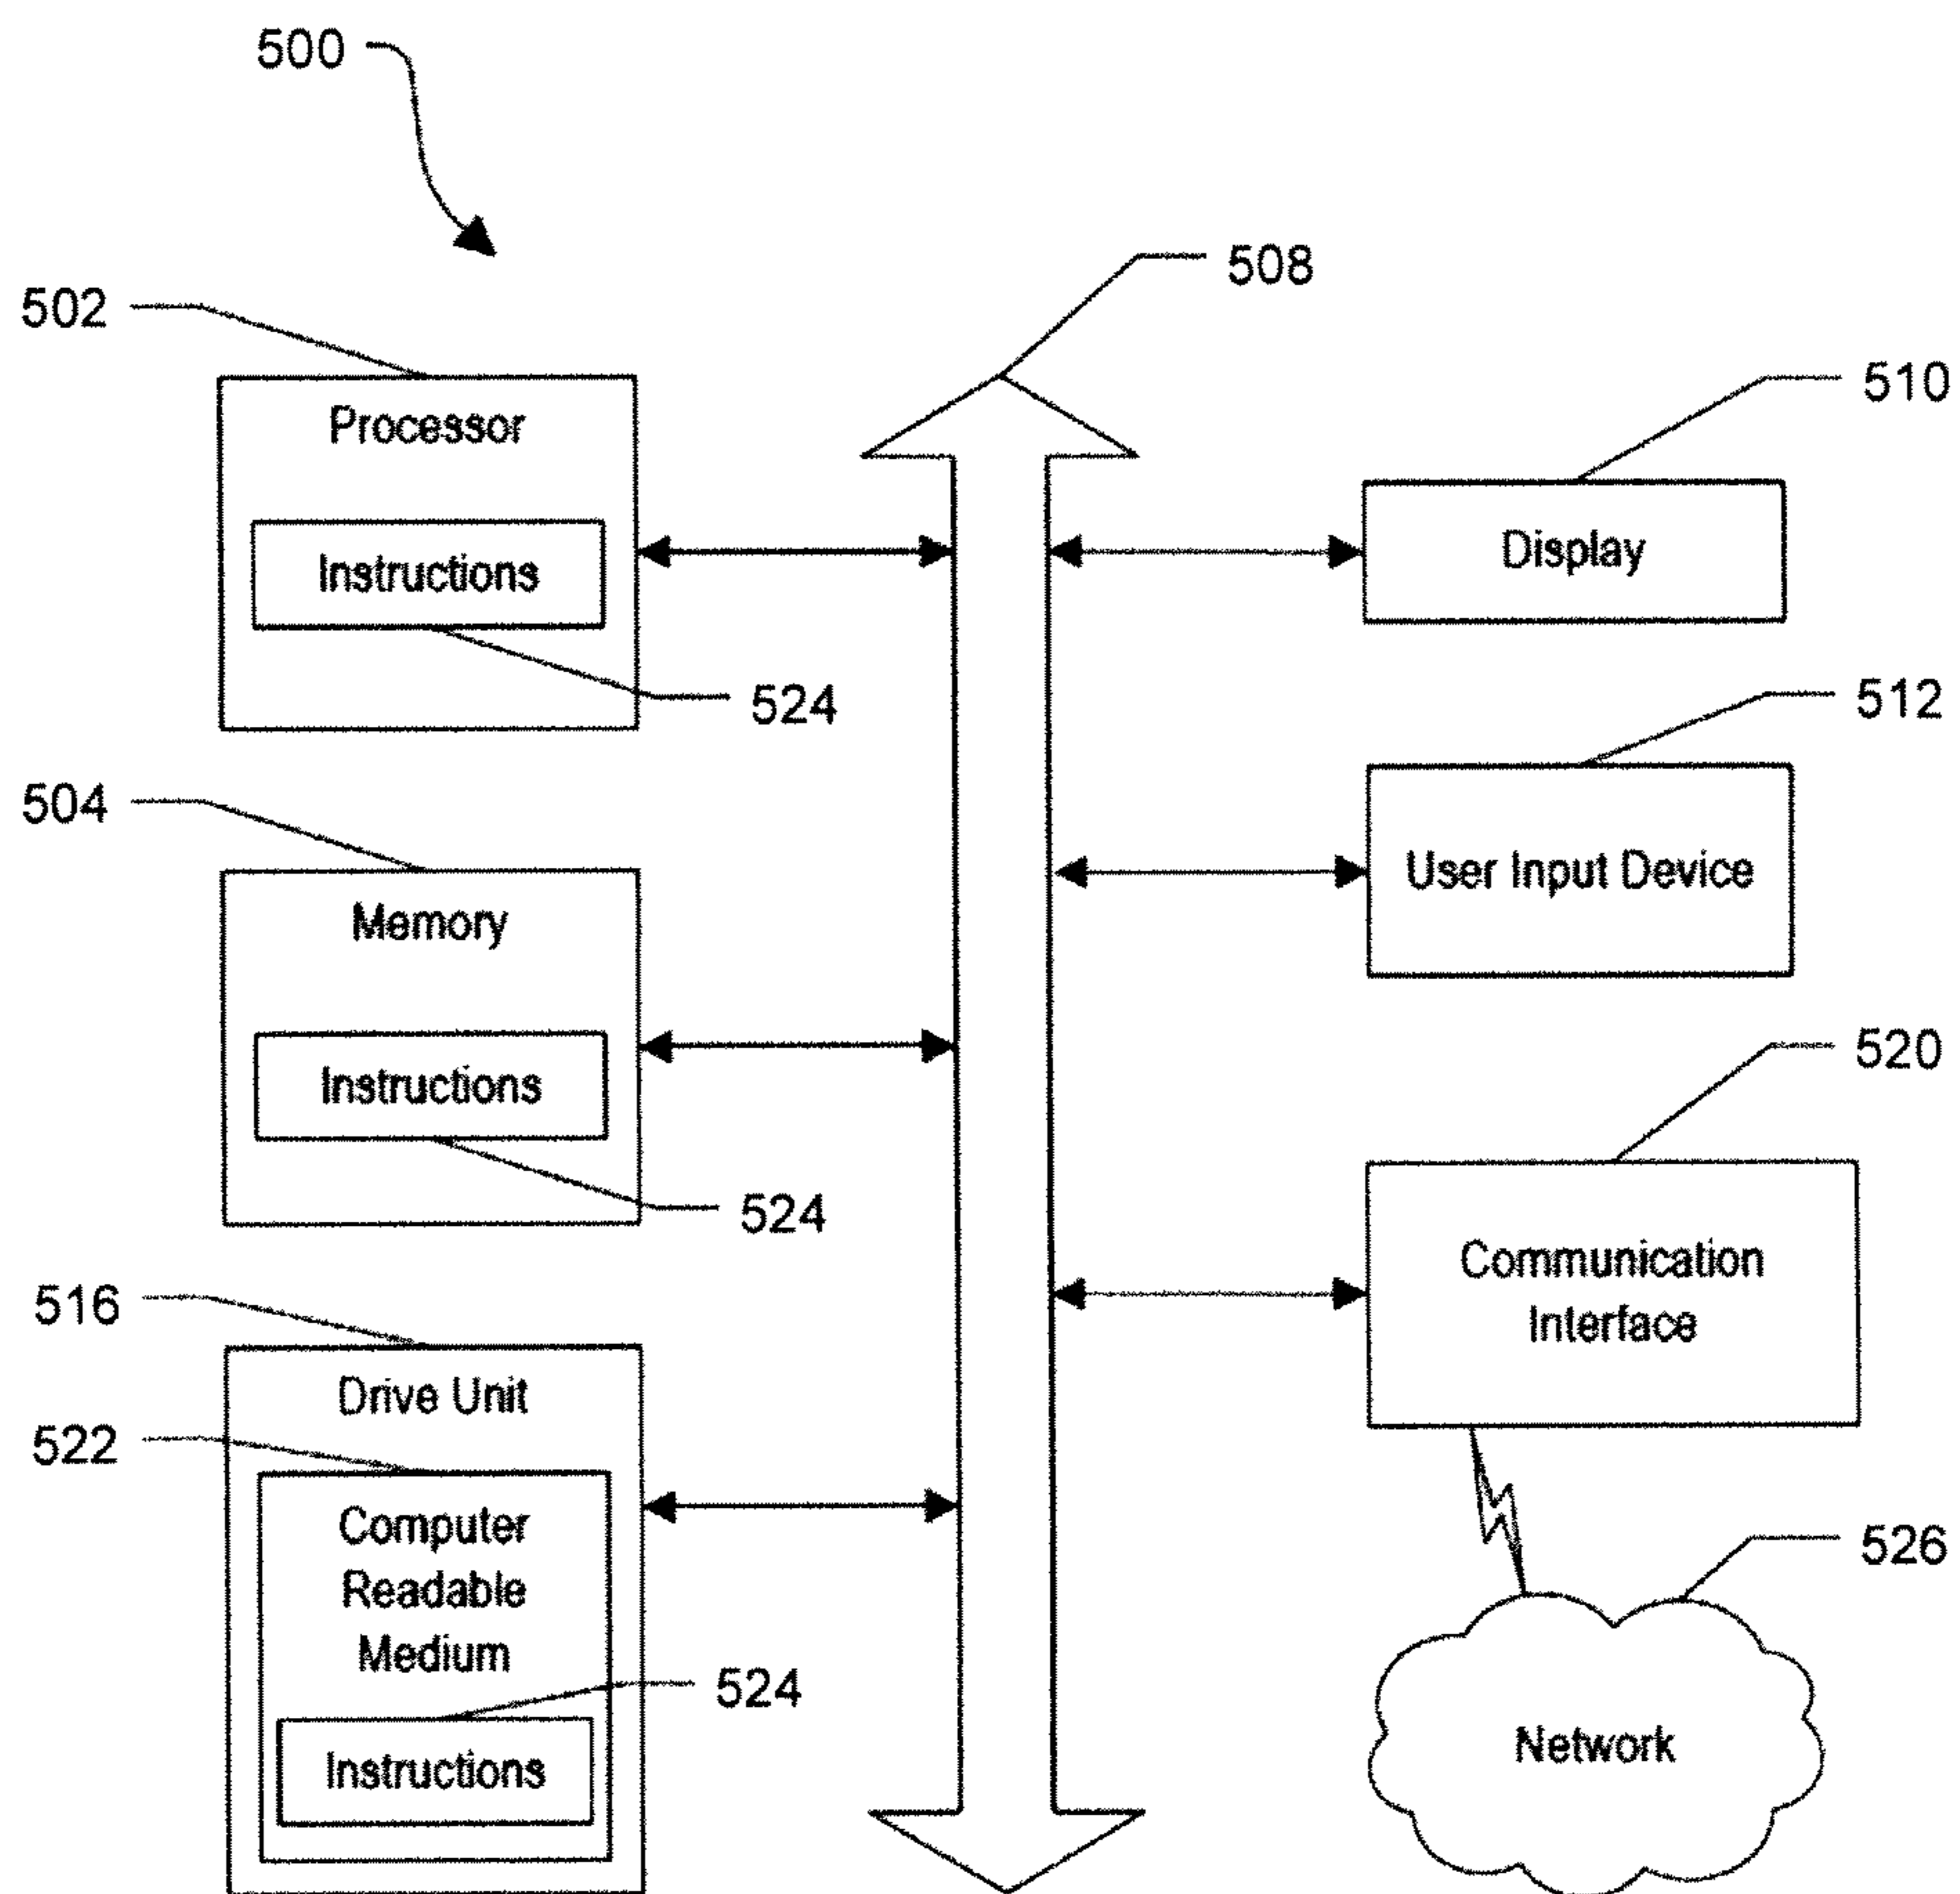 500
508
502
510
Processor
Instructions
Display
524
512
504
User Input Device
Memory
520
Instructions
524
Communication
Interface
516
Drive Unit
522
Computer
Readable
Medium
526
524
Instructions
Network